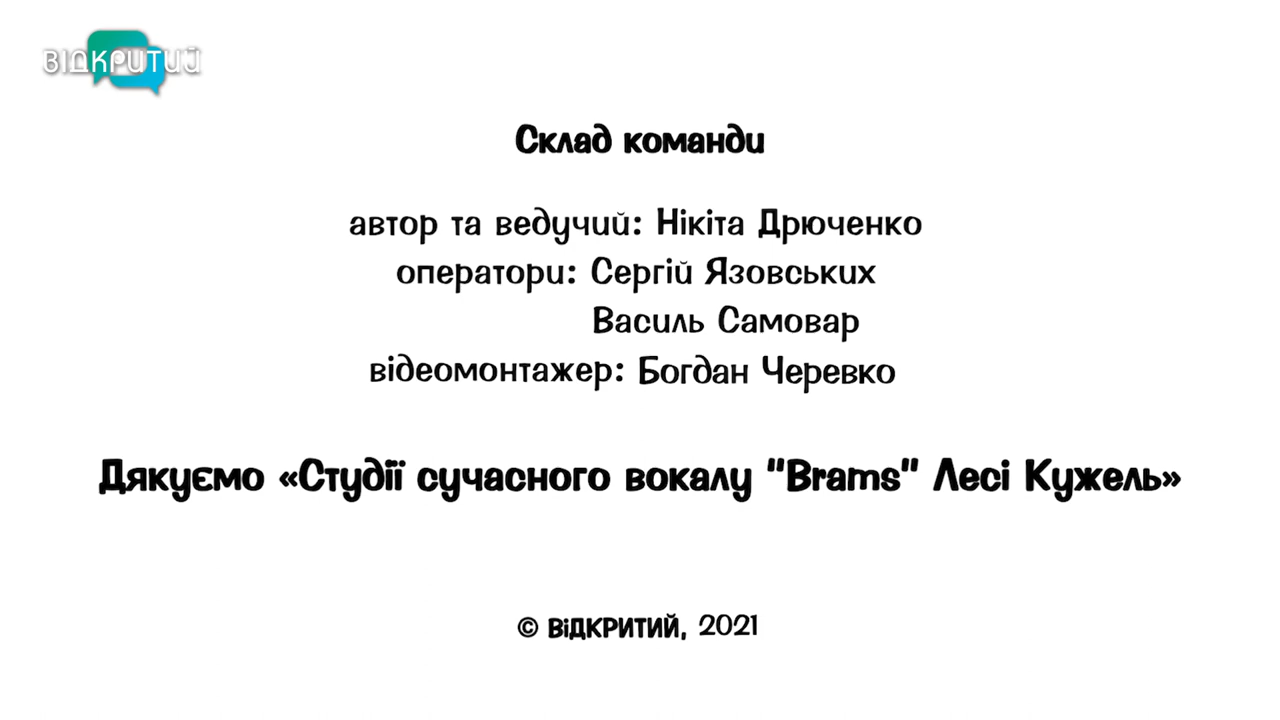 ВІДКРИТИЙ
Склад команди
автор та ведучий: Нікіта Дрюченко
оператори: Сергій Язовських
Василь Самовар
відеомонтажер: Богдан Черевко
Дякуємо «Студії сучасного вокалу "Brams" Лесі Кужель»
© ВіДКРИТИЙ, 2021